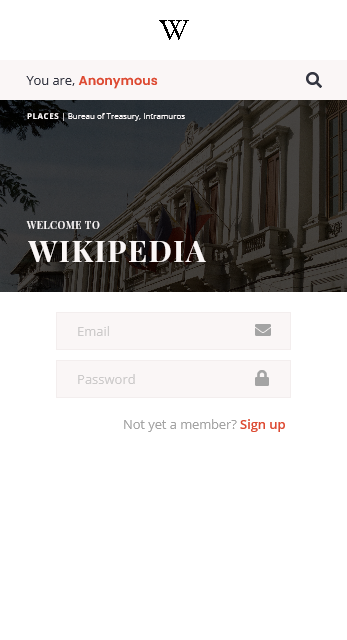 W
You are, Anonymous
PLACES | Bureau of Treasury, Intramuros
WELCOME TO
WIKIPEDIA
Email
Password
Not yet a member? Sign up